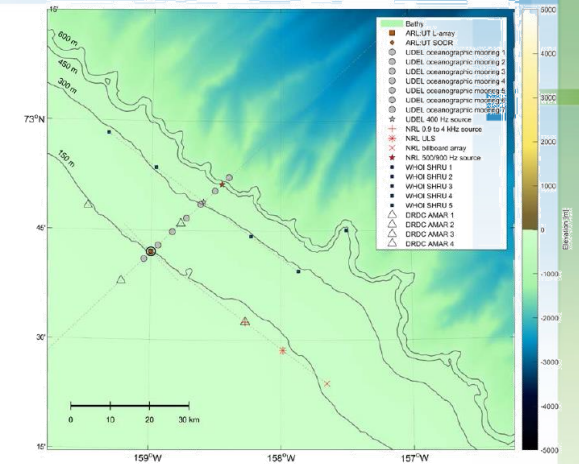 15'
73°N
45'
30'
15'
159°W
158°W
157°W
600 m
450 m
300 m
150 m
0 10 20 30 km
Bathy
ARL:UT L-array
ARL:UT SODR
UDEL oceanographic mooring 1
UDEL oceanographic mooring 2
UDEL oceanographic mooring 3
UDEL oceanographic mooring 4
UDEL oceanographic mooring 5
UDEL oceanographic mooring 6
UDEL oceanographic mooring 7
UDEL 400 Hz source
NRL 0.9 to 4 kHz source
NRL ULS
NRL billboard array
NRL 500/900 Hz source
WHOI SHRU 1
WHOI SHRU 2
WHOI SHRU 3
WHOI SHRU 4
WHOI SHRU 5
DRDC AMAR 1
DRDC AMAR 2
DRDC AMAR 3
DRDC AMAR 4
5000
4000
3000
2000
1000
0
-1000
-2000
-3000
-4000
-5000
Elevation [m]